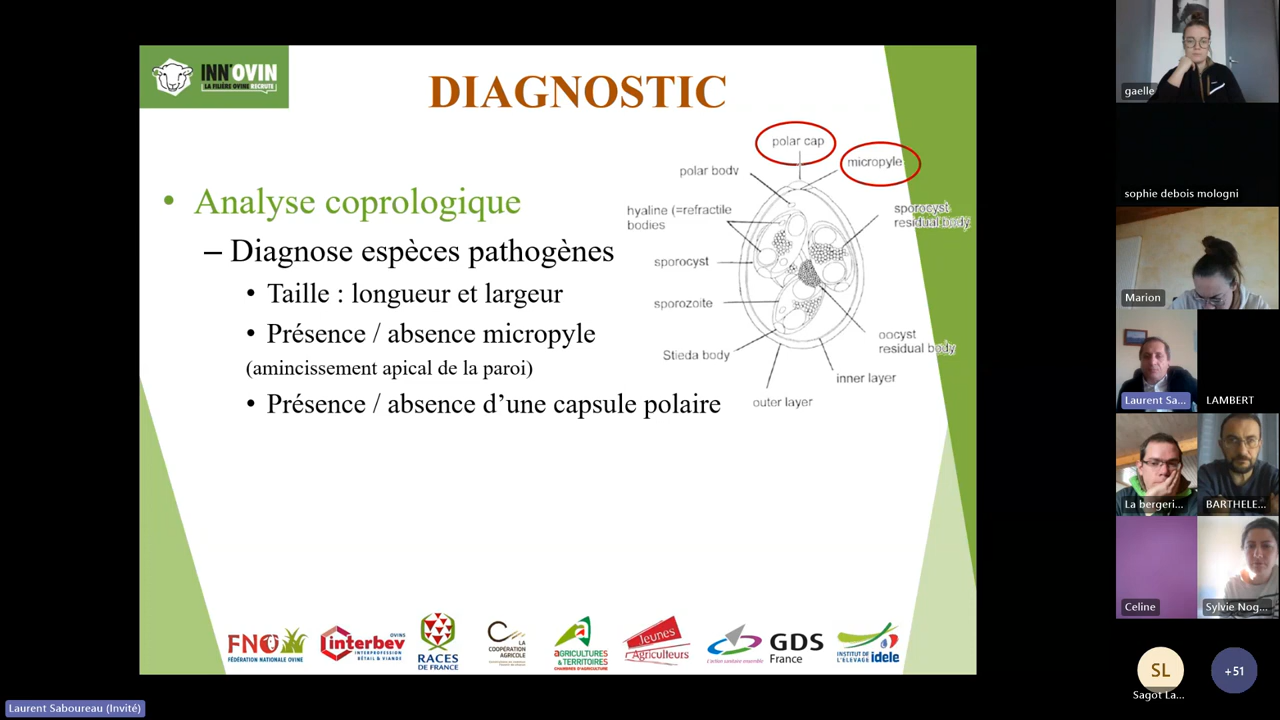 INN'OVIN
LA FILIÈRE OVINE RECRUTE !
DIAGNOSTIC
• Analyse coprologique
– Diagnose espèces pathogènes
• Taille : longueur et largeur
• Présence / absence micropyle
(amincissement apical de la paroi)
• Présence / absence d'une capsule polaire
polar cap
micropyle
polar body
hyaline (=refractile
bodies
sporocyst
residual body
sporocyst
sporozoite
oocyst
residual body
Stieda body
inner layer
outer layer
FNO
FÉDÉRATION NATIONALE OVINE
OVINS
interbev
INTERPROFESSION
BÉTAIL & VIANDE
RACES
DE FRANCE
LA
COOPÉRATION
AGRICOLE
AGRICULTURES
& TERRITOIRES
CHAMBRES D'AGRICULTURE
Jeunes
Agriculteurs
L'action sanitaire ensemble
GDS
France
INSTITUT DE
L'ELEVAGE idele
gaelle
sophie debois mologni
Marion
Laurent Sa...
LAMBERT
La bergeri...
BARTHELE...
Celine
Sylvie Nog...
SL
Sagot La...
+51
Laurent Saboureau (Invité)